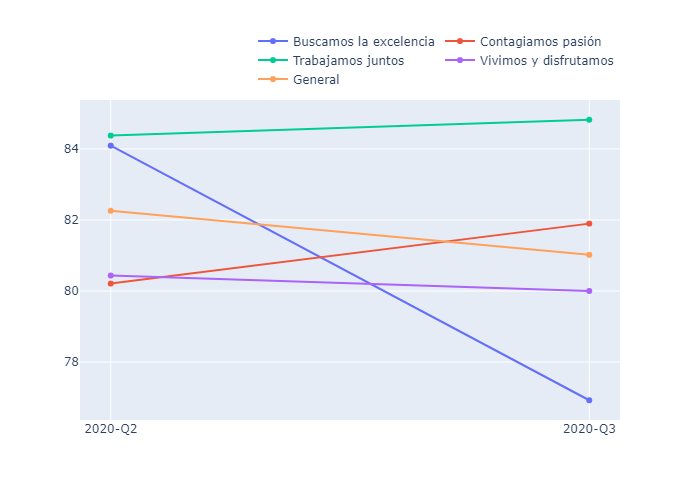 Buscamos la excelencia Contagiamos pasión
Trabajamos juntos Vivimos y disfrutamos
General
84
82
80
78
2020-Q2 2020-Q3